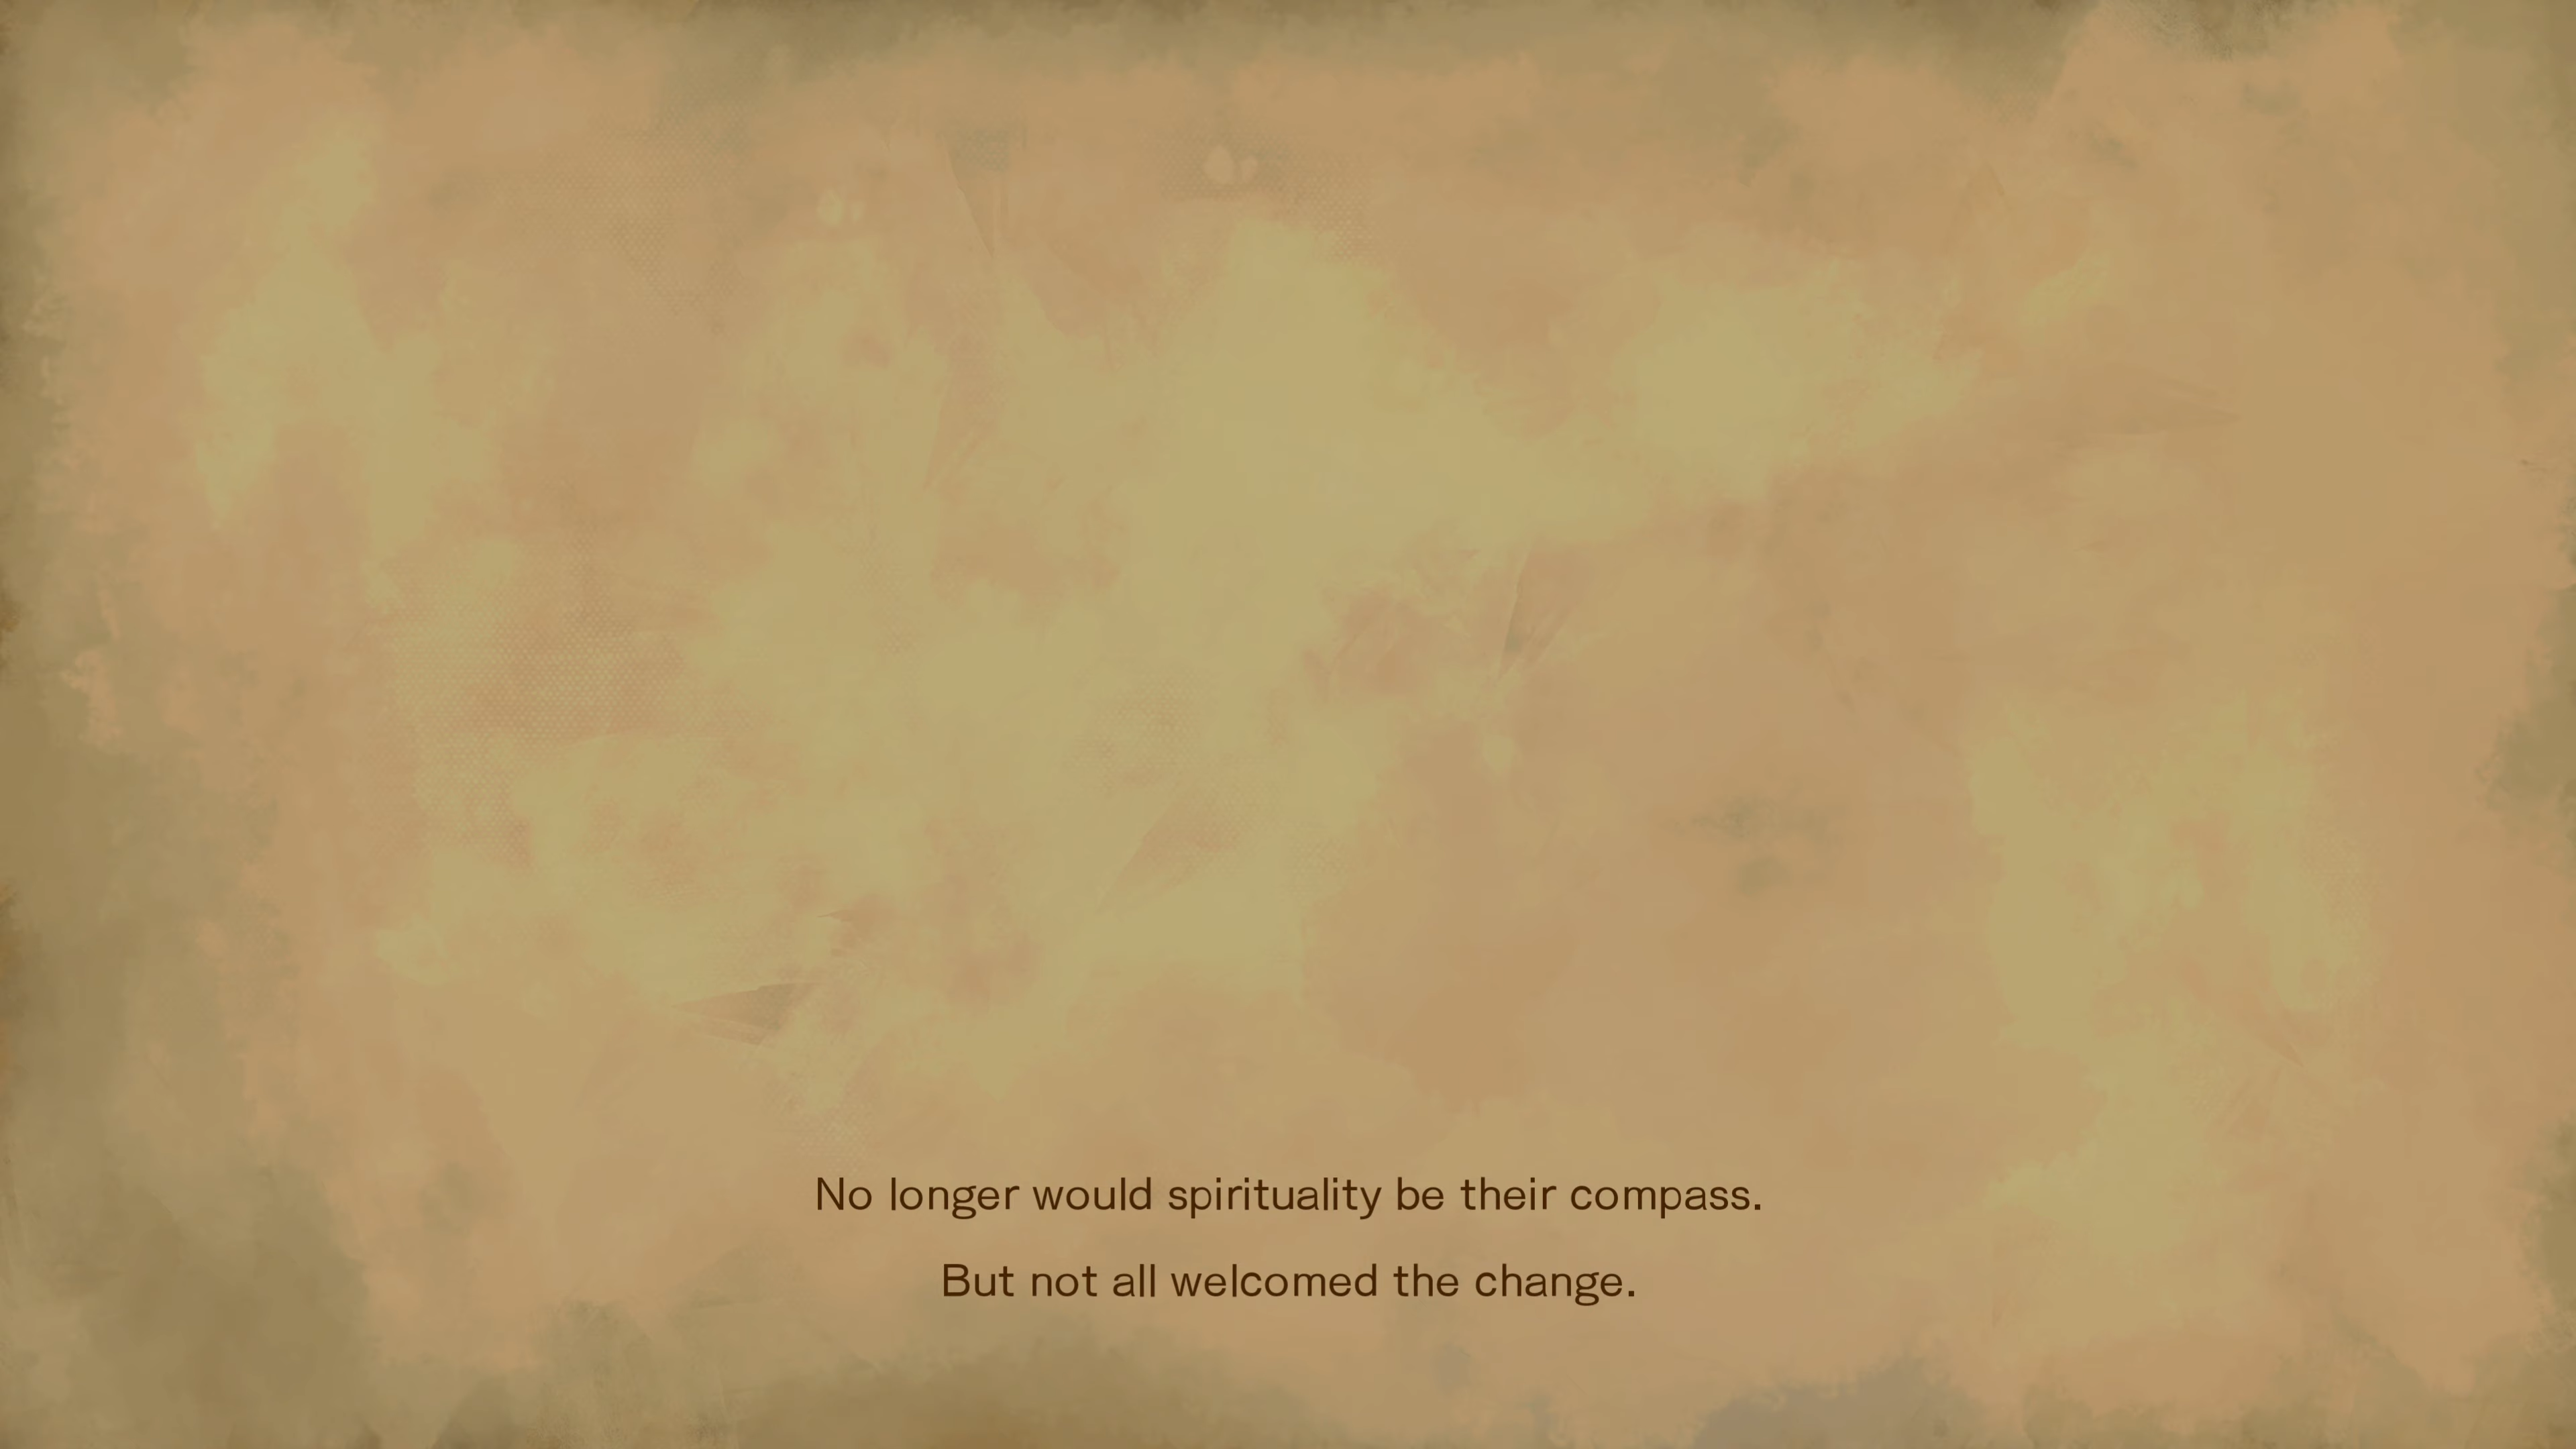 No longer would spirituality be their compass.
But not all welcomed the change.